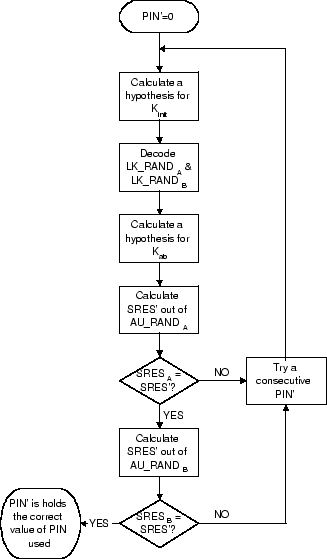 PIN'=0
Calculate a
hypothesis for
K init
Decode
LK_RAND A &
LK_RAND B
Calculate a
hypothesis for
K ab
Calculate
SRES' out of
AU_RAND A
SRES A =
SRES'?
NO
Try a
consecutive
PIN'
YES
Calculate
SRES' out of
AU_RAND B
SRES B =
SRES'?
NO
YES
PIN' is holds
the correct
value of PIN
used